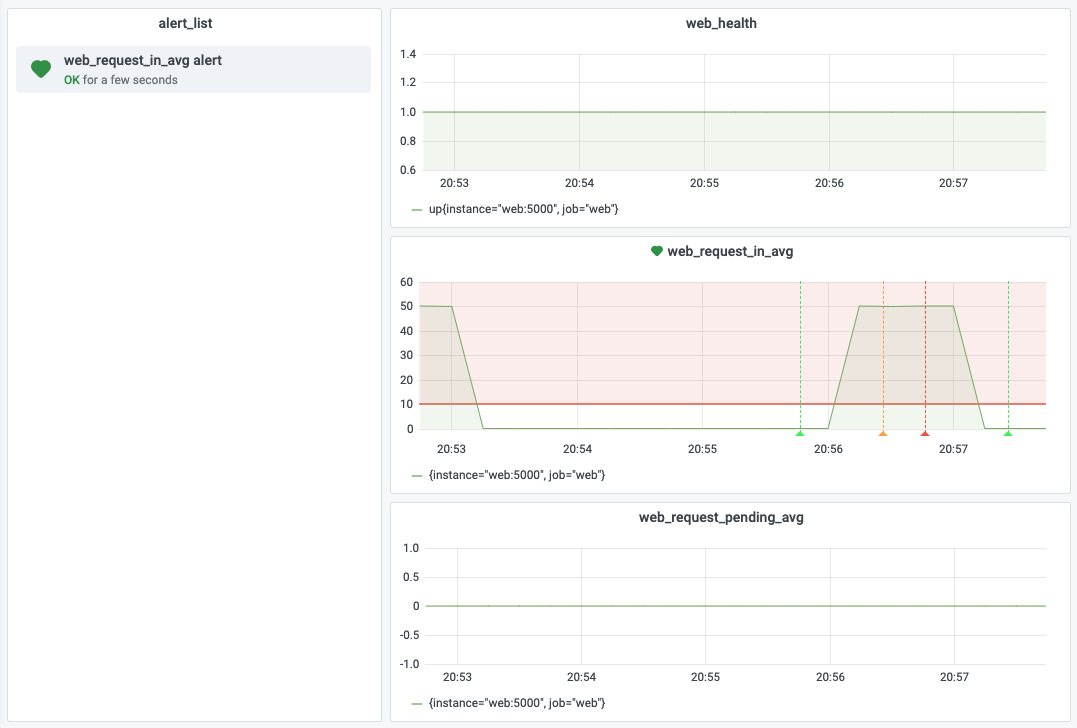 alert_list
web_request_in_avg alert
OK for a few seconds
web_health
1.4
1.2
1.0
0.8
0.6
20:53 20:54 20:55 20:56 20:57
up{instance="web:5000", job="web"}
web_request_in_avg
60
50
40
30
20
10
0
20:53 20:54 20:55 20:56 20:57
{instance="web:5000", job="web"}
web_request_pending_avg
1.0
0.5
0
-0.5
-1.0
20:53 20:54 20:55 20:56 20:57
{instance="web:5000", job="web"}